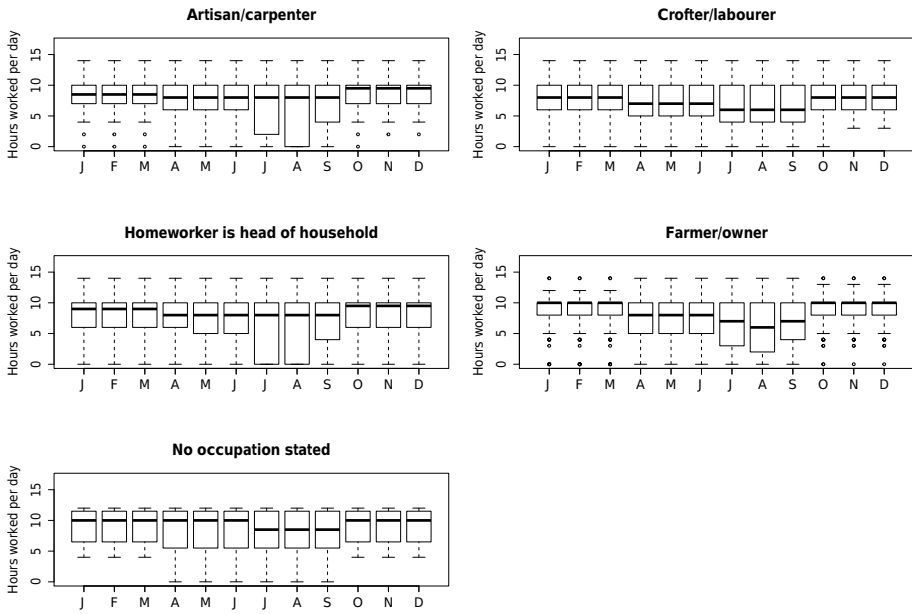 Artisan/carpenter
Hours worked per day
0 5 10 15
J F M A M J J A S O N D
Crofter/labourer
Hours worked per day
0 5 10 15
J F M A M J J A S O N D
Homeworker is head of household
Hours worked per day
0 5 10 15
J F M A M J J A S O N D
Farmer/owner
Hours worked per day
0 5 10 15
J F M A M J J A S O N D
No occupation stated
Hours worked per day
0 5 10 15
J F M A M J J A S O N D